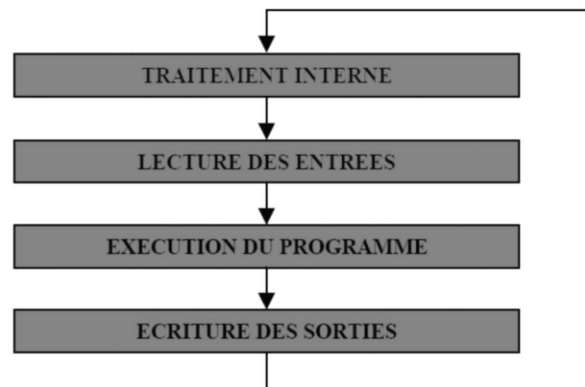 TRAITEMENT INTERNE
LECTURE DES ENTREES
EXECUTION DU PROGRAMME
ECRITURE DES SORTIES